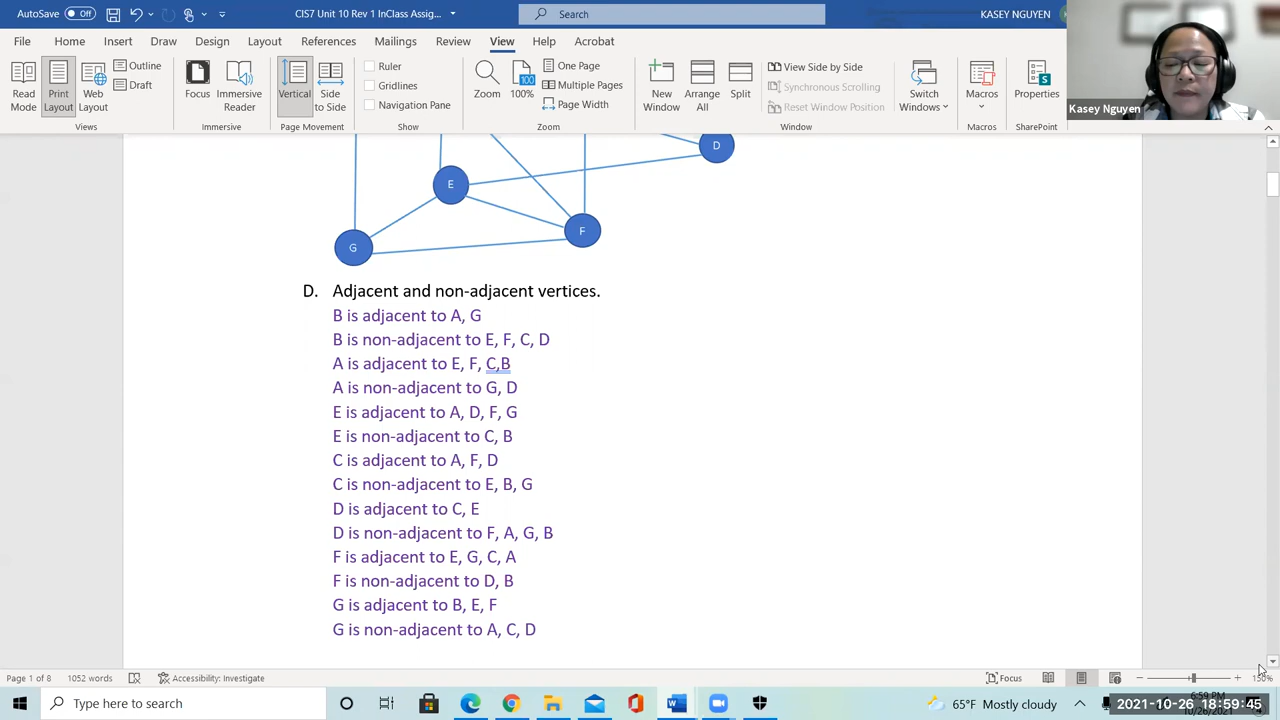 AutoSave Off
CIS7 Unit 10 Rev 1 InClass Assig...
Search
KASEY NGUYEN
File Home Insert Draw Design Layout References Mailings Review View Help Acrobat
Read Mode
Print Layout
Web Layout
Outline
Draft
Views
Focus
Immersive Reader
Immersive
Vertical
Side to Side
Page Movement
Ruler
Gridlines
Navigation Pane
Show
Zoom
100
100%
One Page
Multiple Pages
Page Width
Zoom
New Window
Arrange All
Split
View Side by Side
Synchronous Scrolling
Reset Window Position
Window
Switch Windows
Macros
Macros
Properties
SharePoint
Kasey Nguyen
D
E
F
G
D. Adjacent and non-adjacent vertices.
B is adjacent to A, G
B is non-adjacent to E, F, C, D
A is adjacent to E, F, C,B
A is non-adjacent to G, D
E is adjacent to A, D, F, G
E is non-adjacent to C, B
C is adjacent to A, F, D
C is non-adjacent to E, B, G
D is adjacent to C, E
D is non-adjacent to F, A, G, B
F is adjacent to E, G, C, A
F is non-adjacent to D, B
G is adjacent to B, E, F
G is non-adjacent to A, C, D
Page 1 of 8 1052 words Accessibility: Investigate
Focus
150%
Type here to search
65°F Mostly cloudy
6:59 PM
2021-10-26 18:59:45
10/26/2021